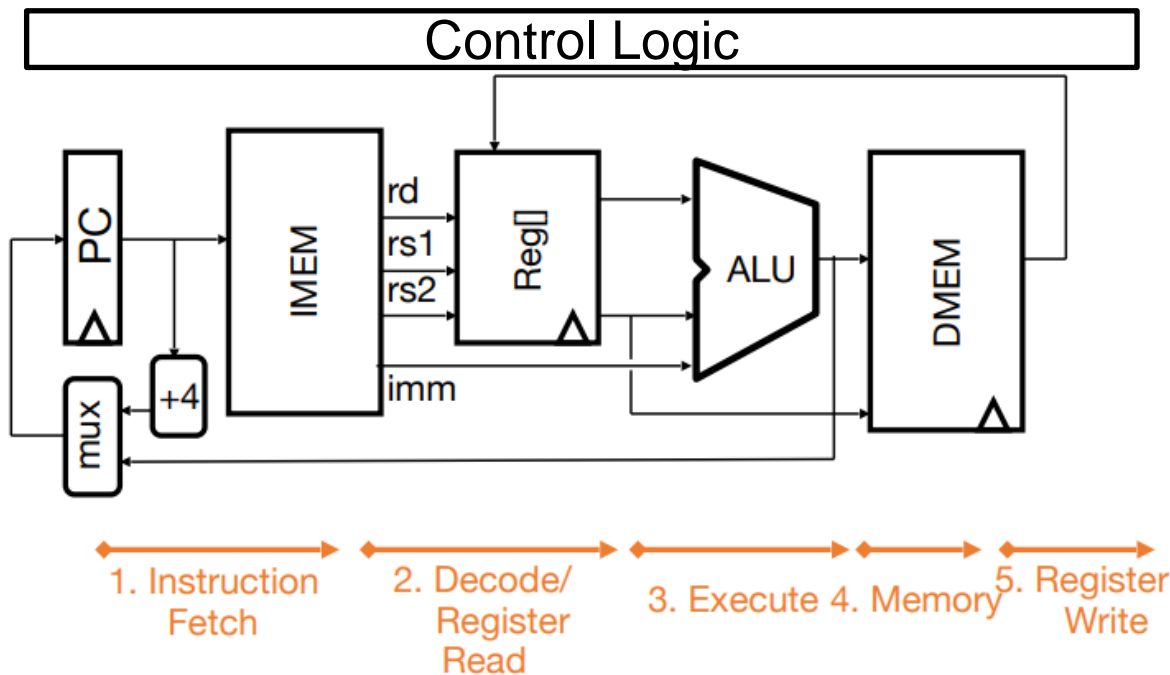 Control Logic
PC
IMEM
rd
rs1
rs2
imm
Reg[]
ALU
DMEM
+4
mux
1. Instruction
Fetch
2. Decode/
Register
Read
3. Execute
4. Memory
5. Register
Write